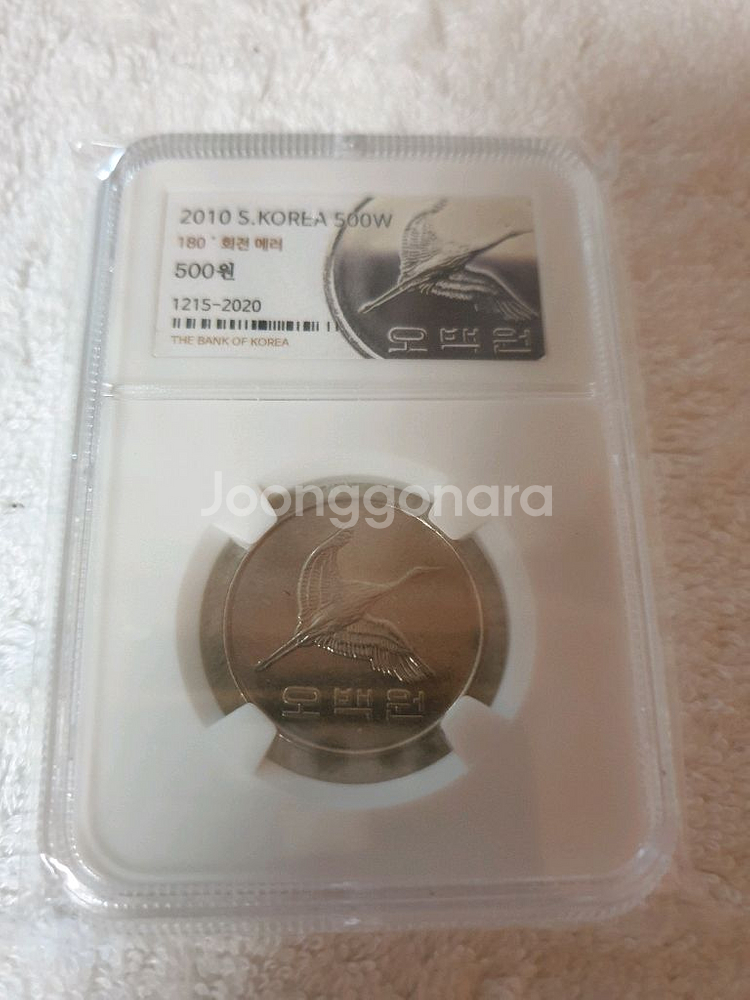 2010 S.KOREA 500W
180 ˚ 회전 에러
500원
1215-2020
THE BANK OF KOREA
오백원
Joonggonara
오백원